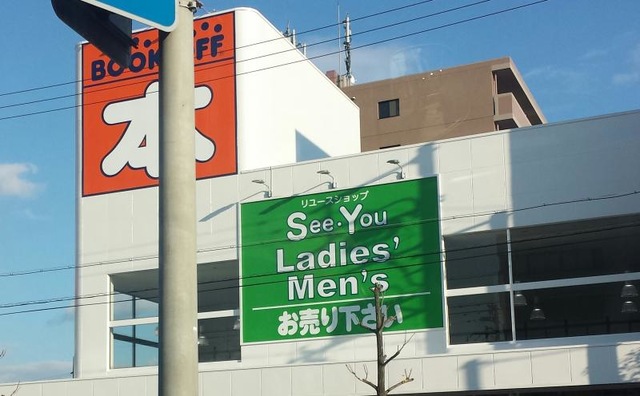 本
リユースショップ
See·You
Ladies'
Men's
お売り下さい